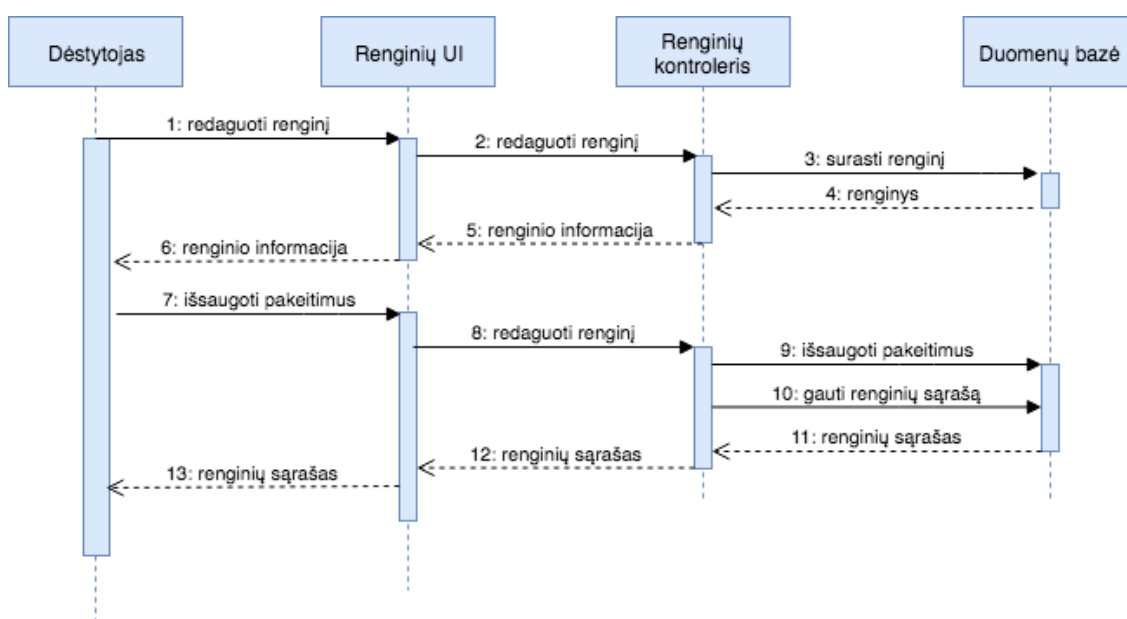 Dėstytojas
Renginių UI
Renginių
kontroleris
Duomenų bazė
1: redaguoti renginį
2: redaguoti renginį
3: surasti renginį
4: renginys
5: renginio informacija
6: renginio informacija
7: išsaugoti pakeitimus
8: redaguoti renginį
9: išsaugoti pakeitimus
10: gauti renginių sąrašą
11: renginių sąrašas
12: renginių sąrašas
13: renginių sąrašas